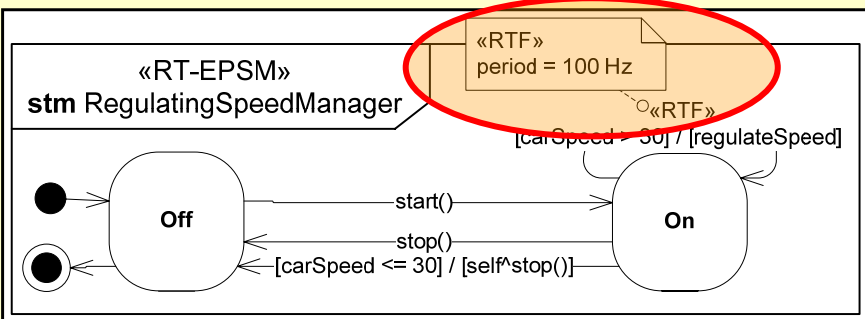 «RTF»
period = 100 Hz
«RT-EPSM»
stm RegulatingSpeedManager
«RTF»
[carSpeed > 30] / [regulateSpeed]
Off
On
start()
stop()
[carSpeed <= 30] / [self^stop()]